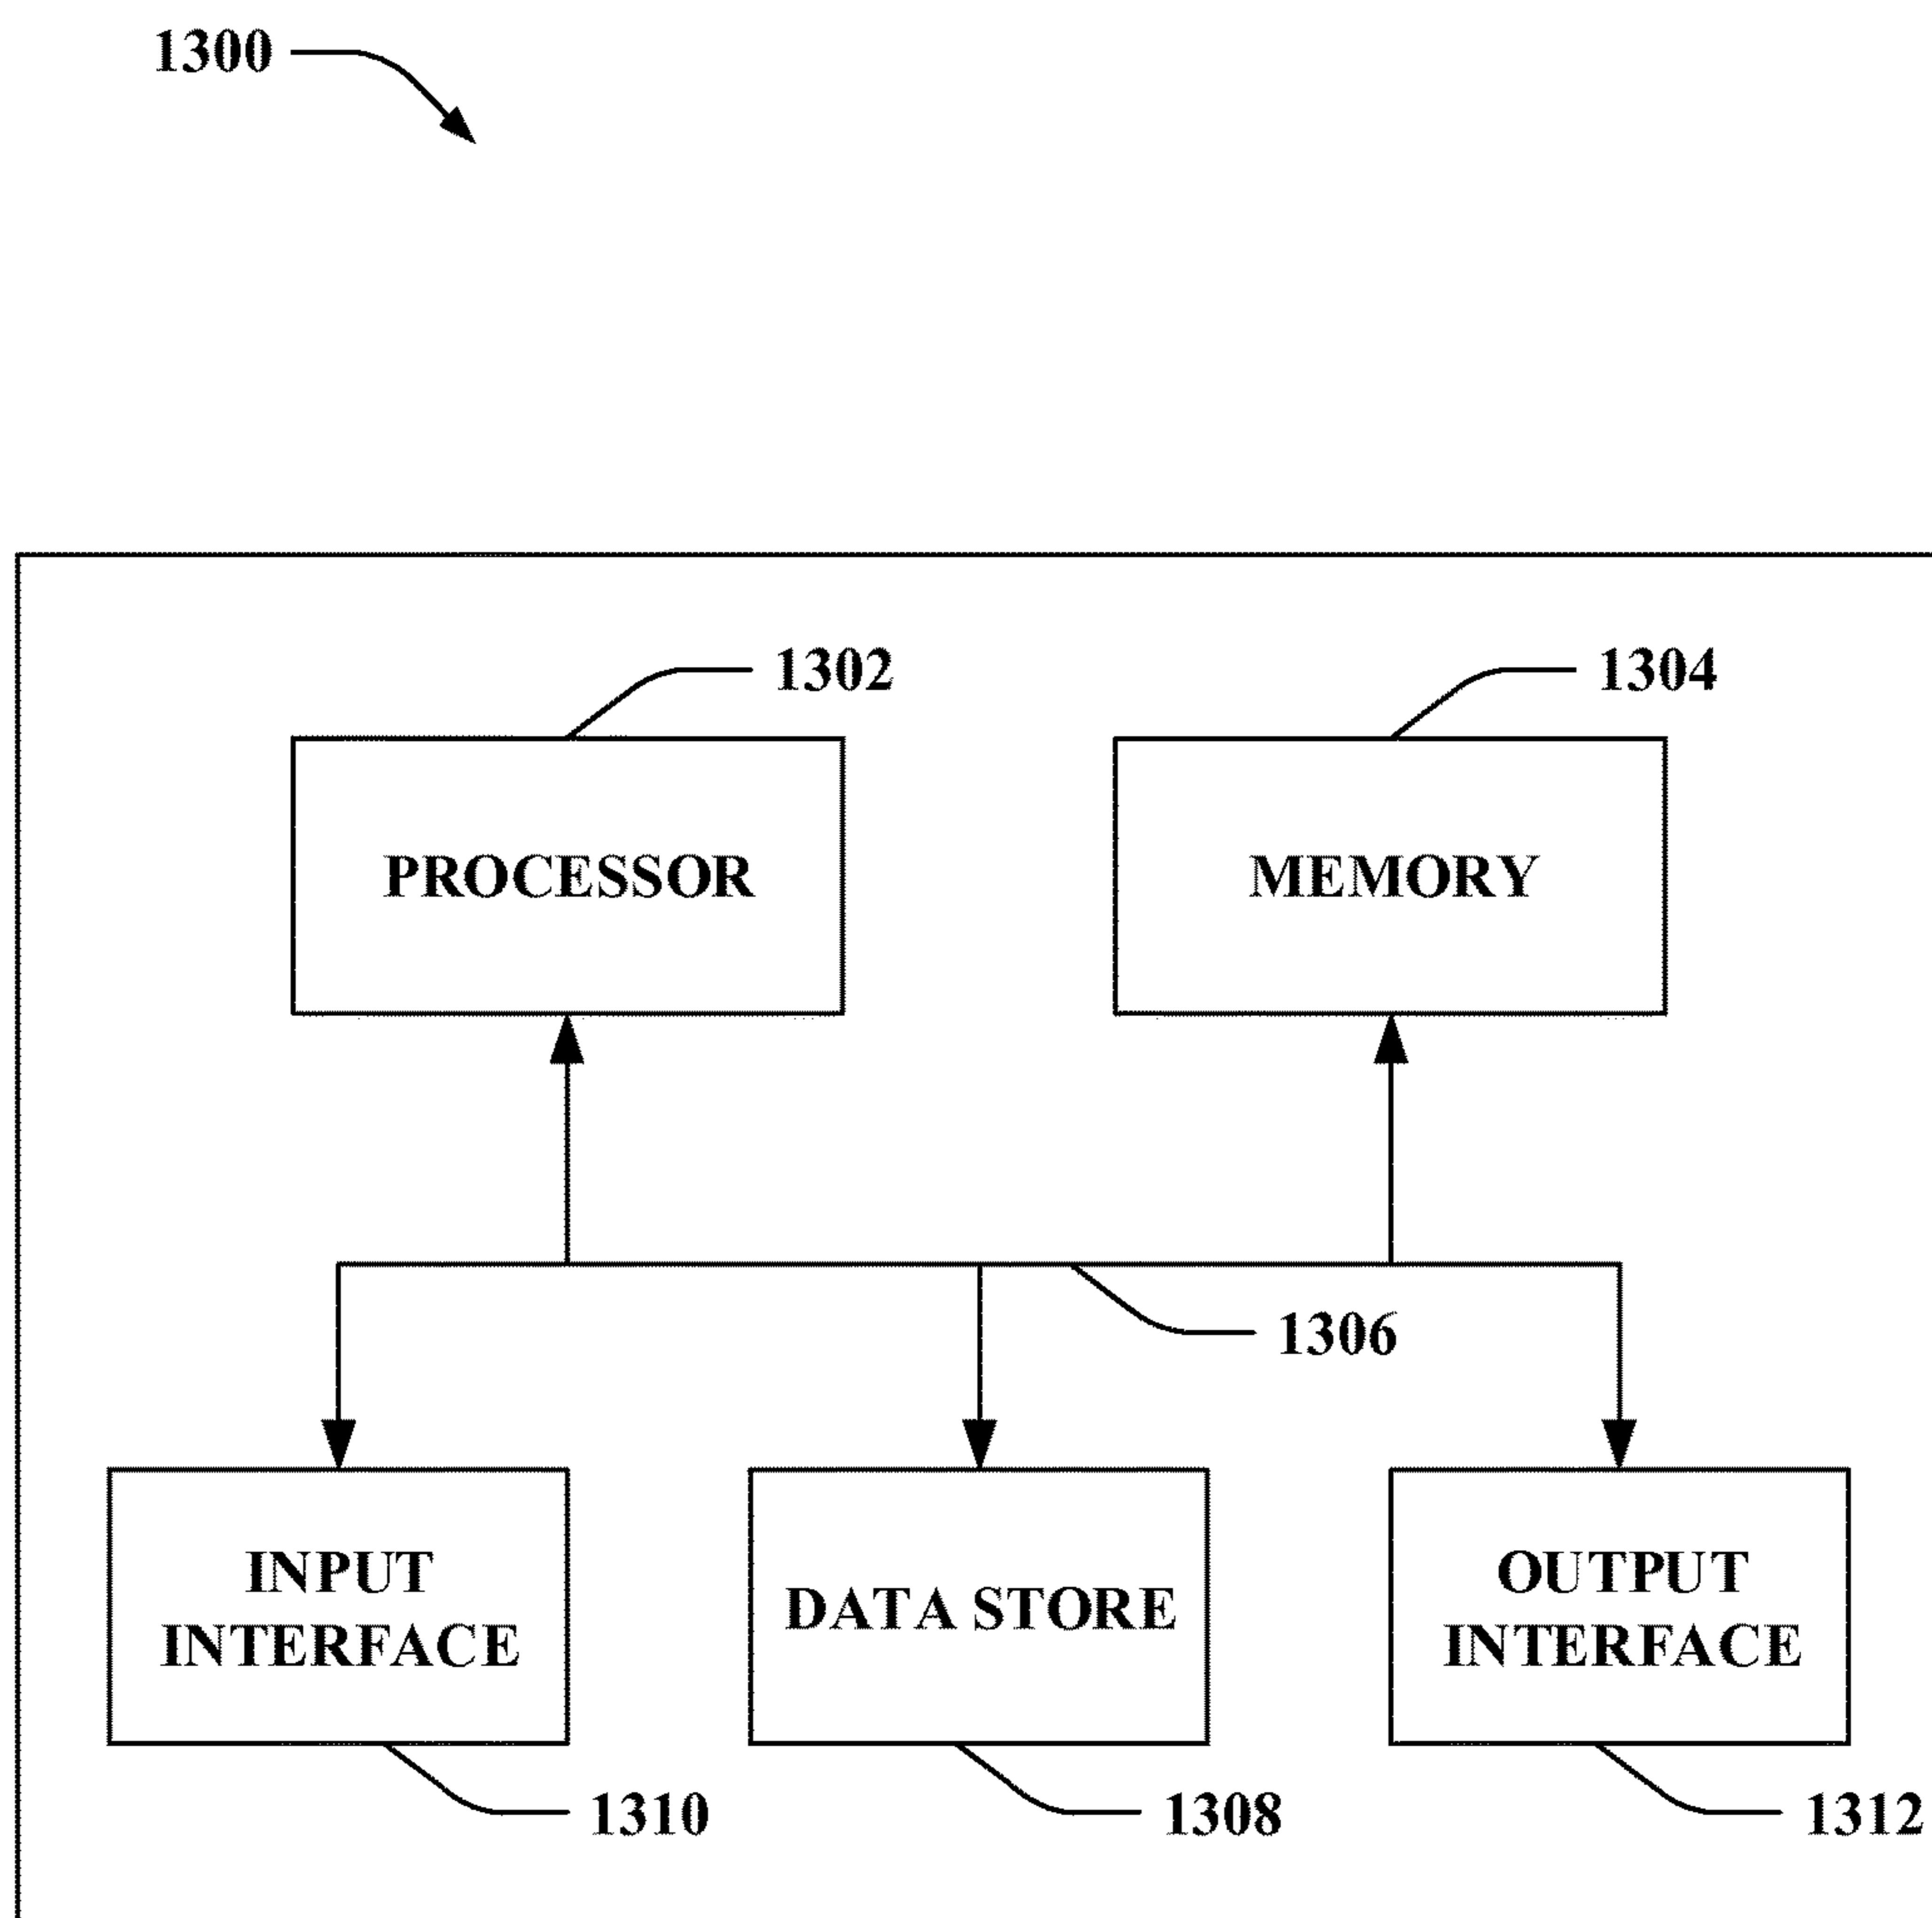 1300
1302
1304
PROCESSOR
MEMORY
1306
INPUT
INTERFACE
DATA STORE
OUTPUT
INTERFACE
1310
1308
1312